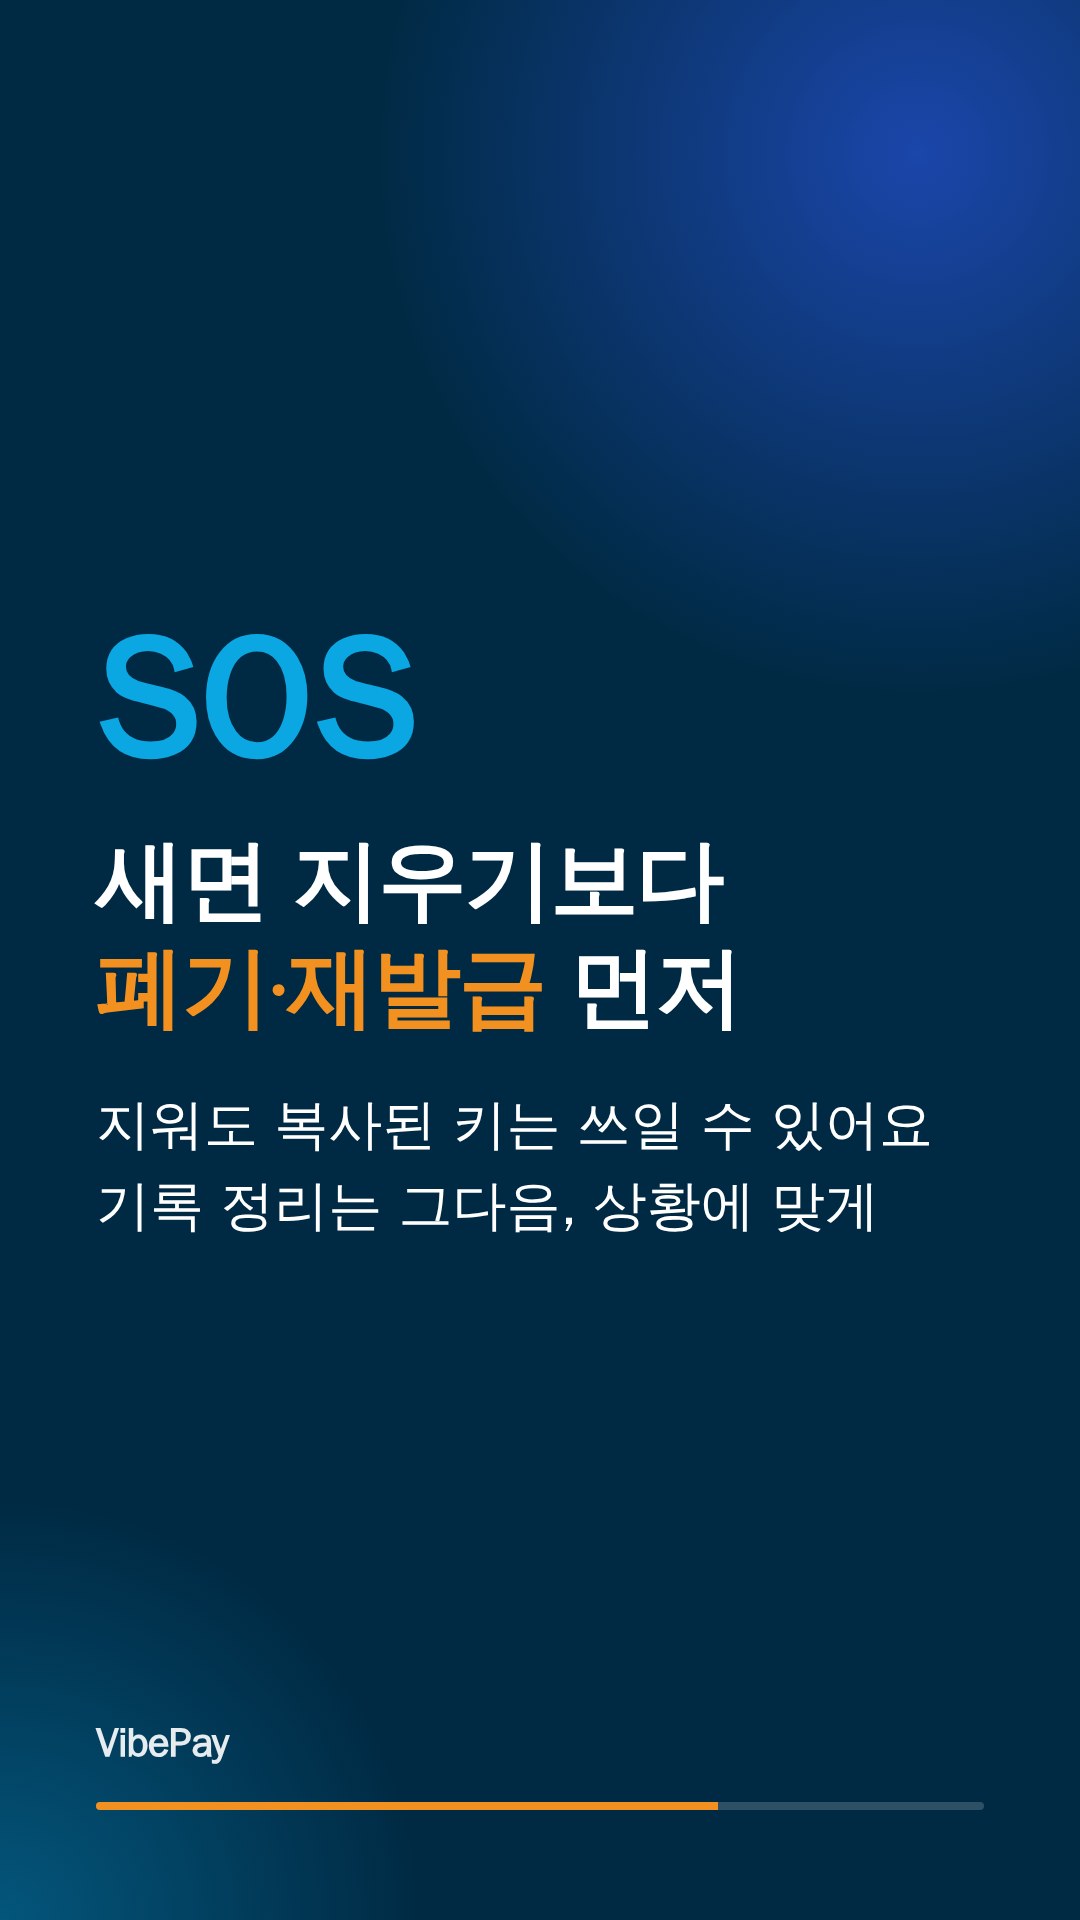 SOS
새면 지우기보다
폐기·재발급 먼저
지워도 복사된 키는 쓰일 수 있어요
기록 정리는 그다음, 상황에 맞게
VibePay